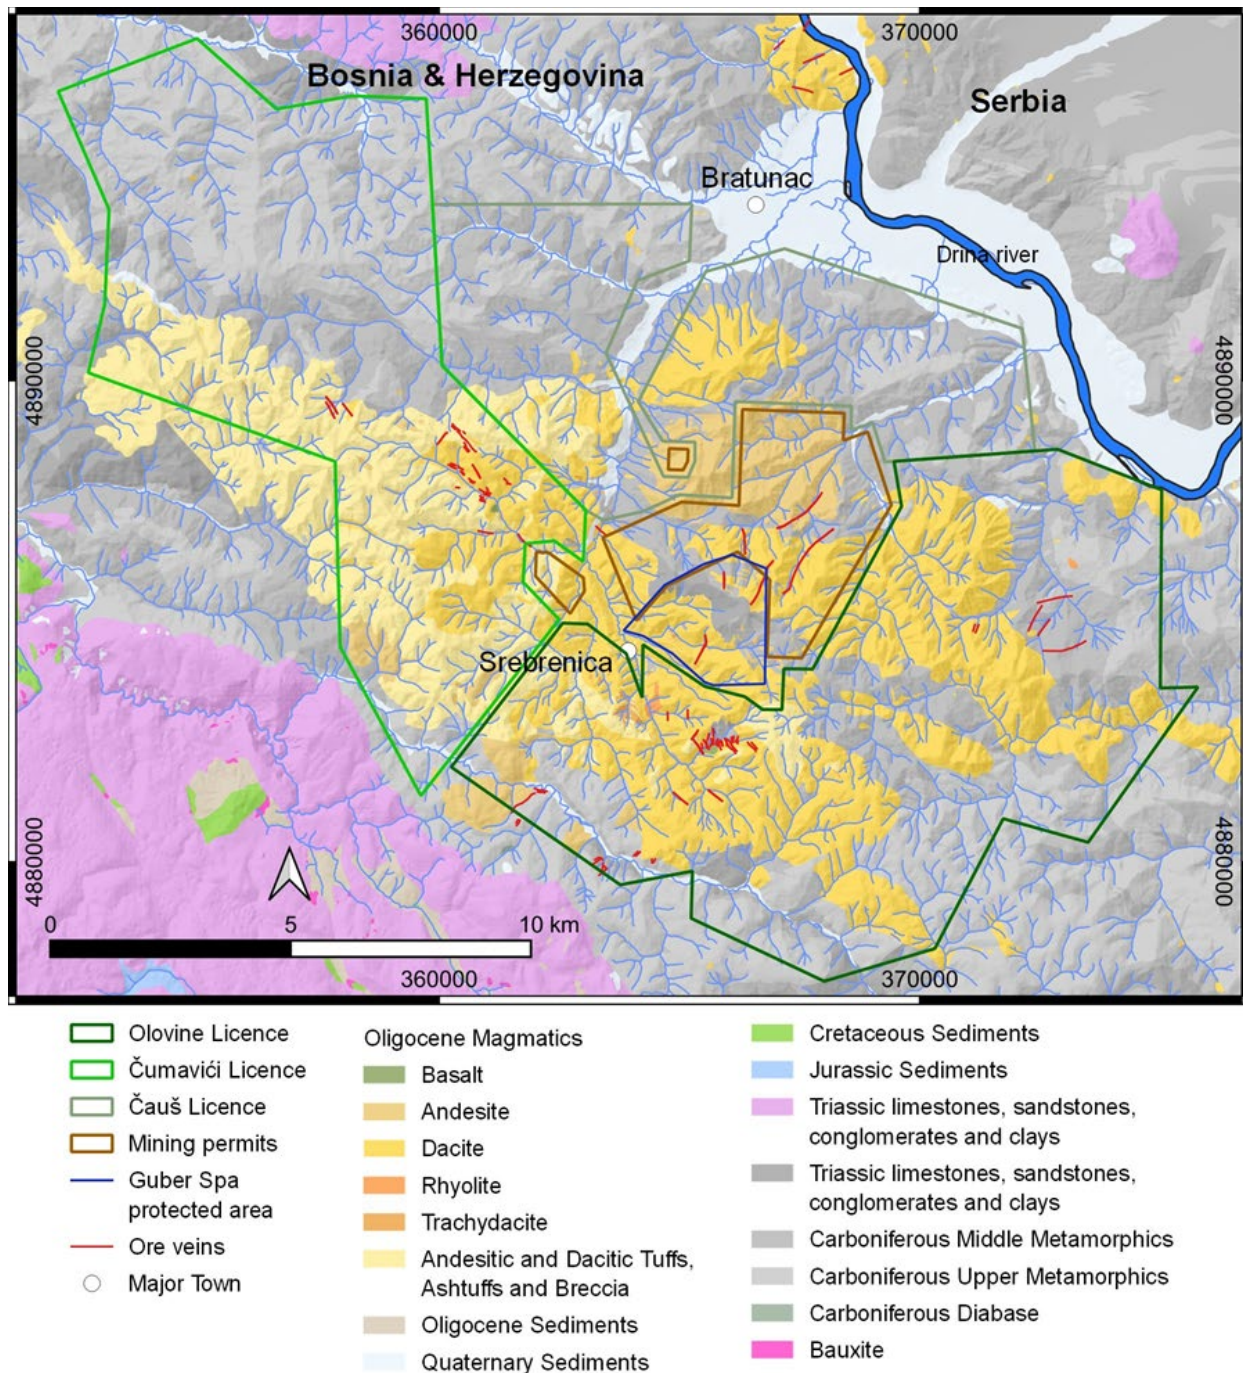 360000
370000
Bosnia & Herzegovina
Serbia
Bratunac
Drina river
4890000
4890000
Srebrenica
4880000
4880000
0
5
10 km
360000
370000
Olovine Licence
Čumavići Licence
Čauš Licence
Mining permits
Guber Spa
protected area
Ore veins
Major Town
Oligocene Magmatics
Basalt
Andesite
Dacite
Rhyolite
Trachydacite
Andesitic and Dacitic Tuffs,
Ashtuffs and Breccia
Oligocene Sediments
Quaternary Sediments
Cretaceous Sediments
Jurassic Sediments
Triassic limestones, sandstones,
conglomerates and clays
Triassic limestones, sandstones,
conglomerates and clays
Carboniferous Middle Metamorphics
Carboniferous Upper Metamorphics
Carboniferous Diabase
Bauxite